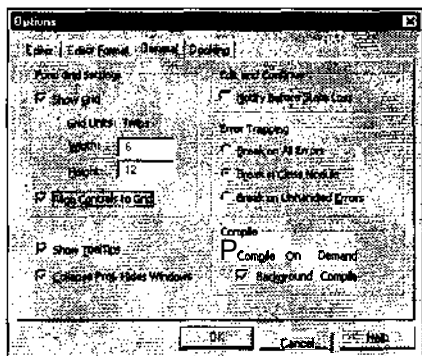 Options
Editor Editor Format General Docking
Form Grid Settings
Show Grid
Grid Units: Twips
Width: 6
Height: 12
Align Controls to Grid
Show ToolTips
Collapse Proj. Hides Windows
Edit and Continue
Notify Before State Loss
Error Trapping
Break on All Errors
Break in Class Module
Break on Unhandled Errors
Compile
Compile On Demand
Background Compile
OK Cancel Help